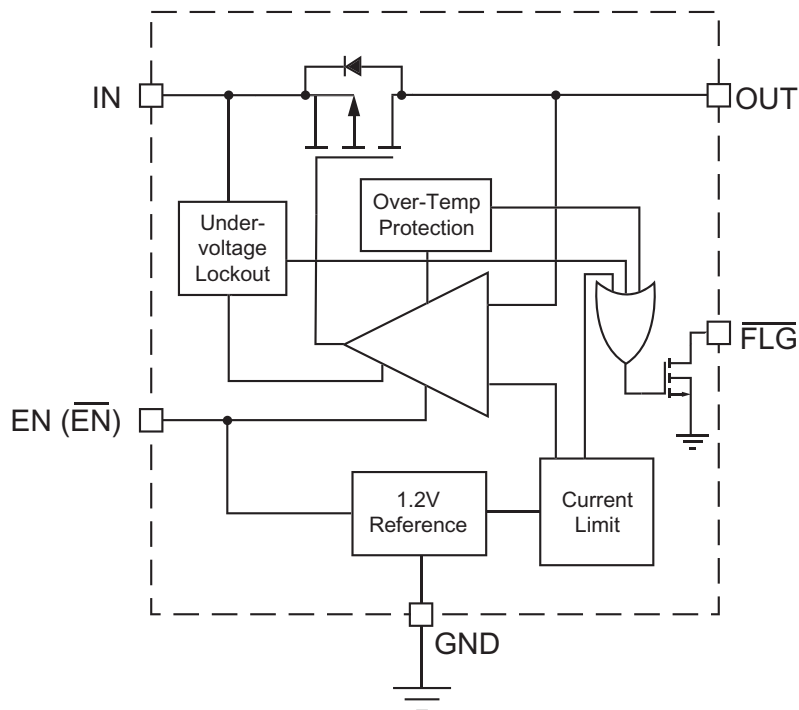 IN
OUT
Over-Temp
Protection
Under-
voltage
Lockout
FLG
EN (EN)
1.2V
Reference
Current
Limit
GND